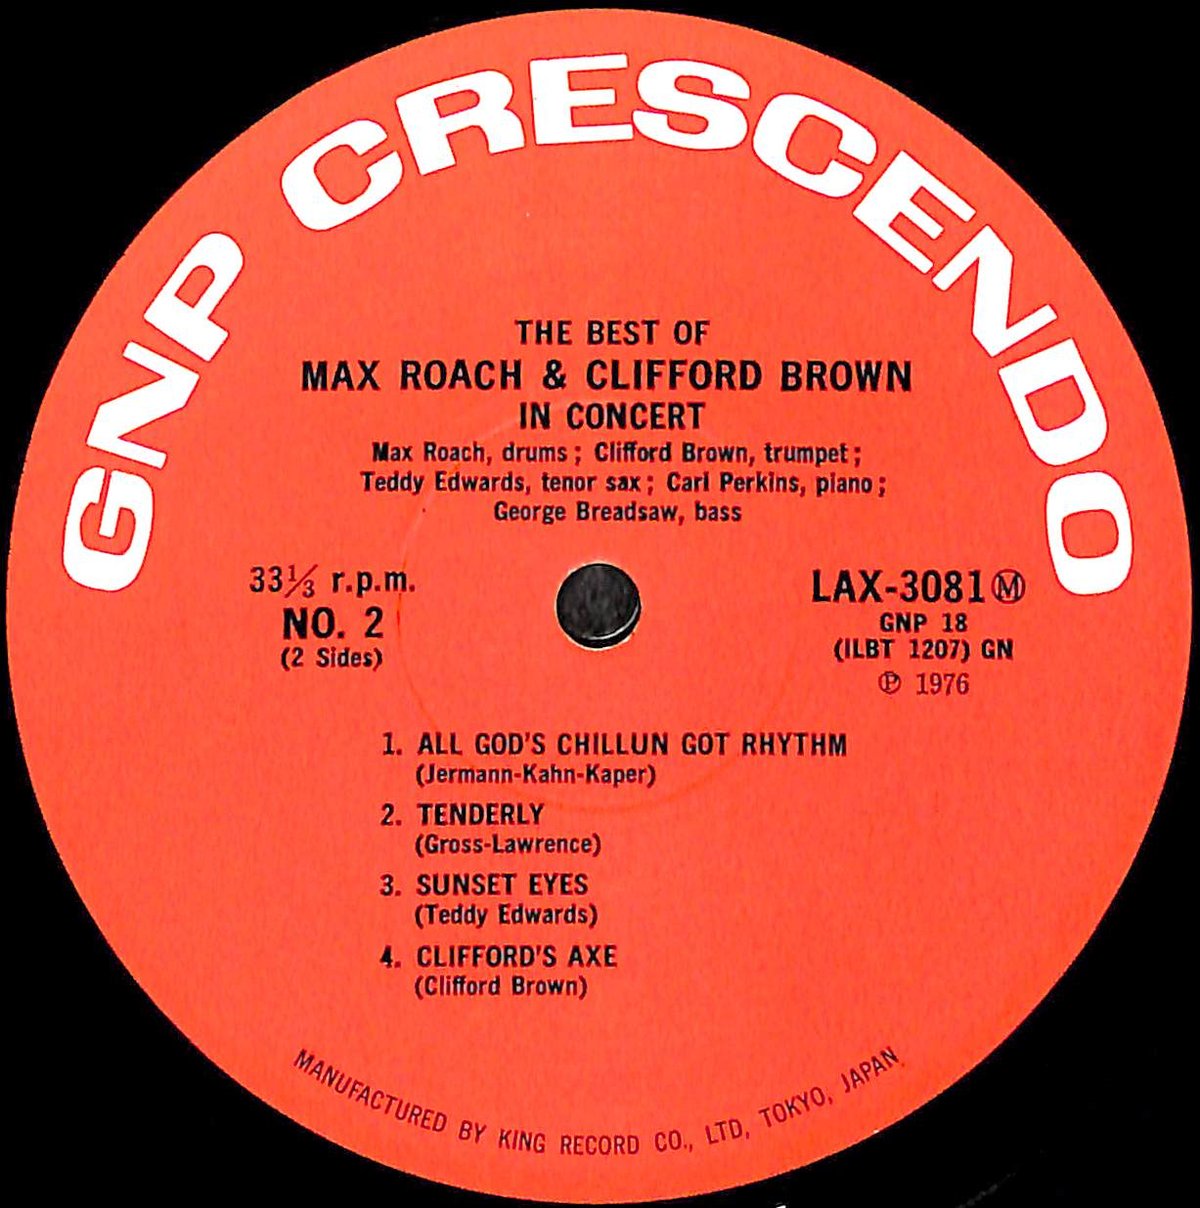 GNP CRESCENDO
THE BEST OF
MAX ROACH & CLIFFORD BROWN
IN CONCERT
Max Roach, drums; Clifford Brown, trumpet;
Teddy Edwards, tenor sax; Carl Perkins, piano;
George Breadsaw, bass
33⅓ r.p.m.
NO. 2
(2 Sides)
LAX-3081Ⓜ
GNP 18
(ILBT 1207) GN
℗ 1976
1. ALL GOD'S CHILLUN GOT RHYTHM
(Jermann-Kahn-Kaper)
2. TENDERLY
(Gross-Lawrence)
3. SUNSET EYES
(Teddy Edwards)
4. CLIFFORD'S AXE
(Clifford Brown)
MANUFACTURED BY KING RECORD CO., LTD, TOKYO, JAPAN